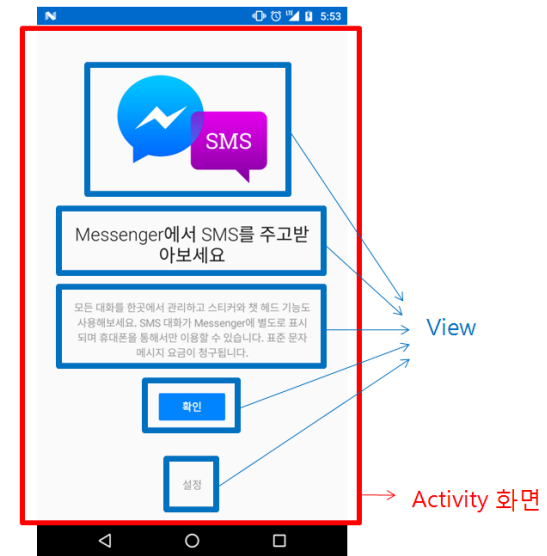 LTE 5:53
SMS
Messenger에서 SMS를 주고받
아보세요
모든 대화를 한곳에서 관리하고 스티커와 챗 헤드 기능도
사용해보세요. SMS 대화가 Messenger에 별도로 표시
되며 휴대폰을 통해서만 이용할 수 있습니다. 표준 문자
메시지 요금이 청구됩니다.
View
확인
설정
Activity 화면